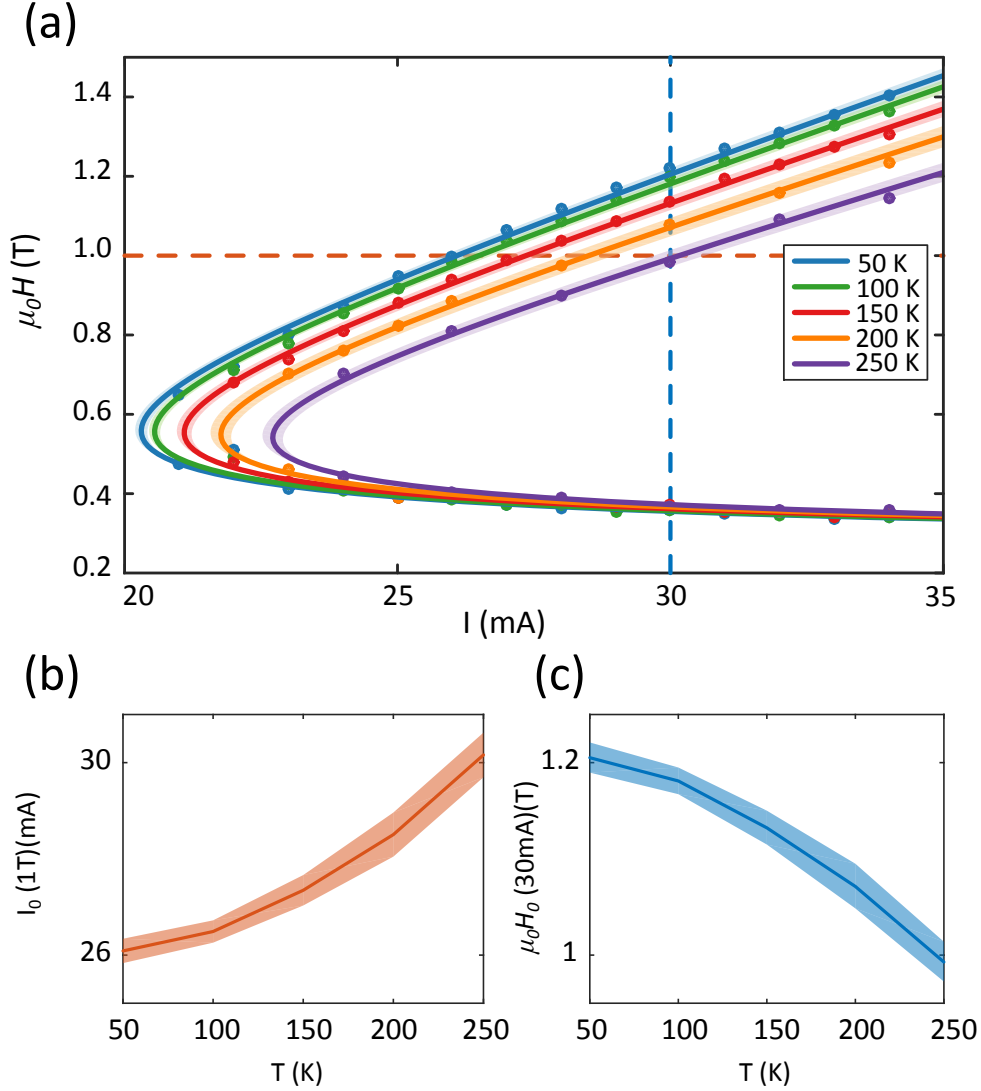 (a)
1.4
1.2
1.0
0.8
0.6
0.4
0.2
μ₀H (T)
50 K
100 K
150 K
200 K
250 K
20 25 30 35
I (mA)
(b)
30
26
I₀ (1T)(mA)
50 100 150 200 250
T (K)
(c)
1.2
1
μ₀H₀ (30mA)(T)
50 100 150 200 250
T (K)